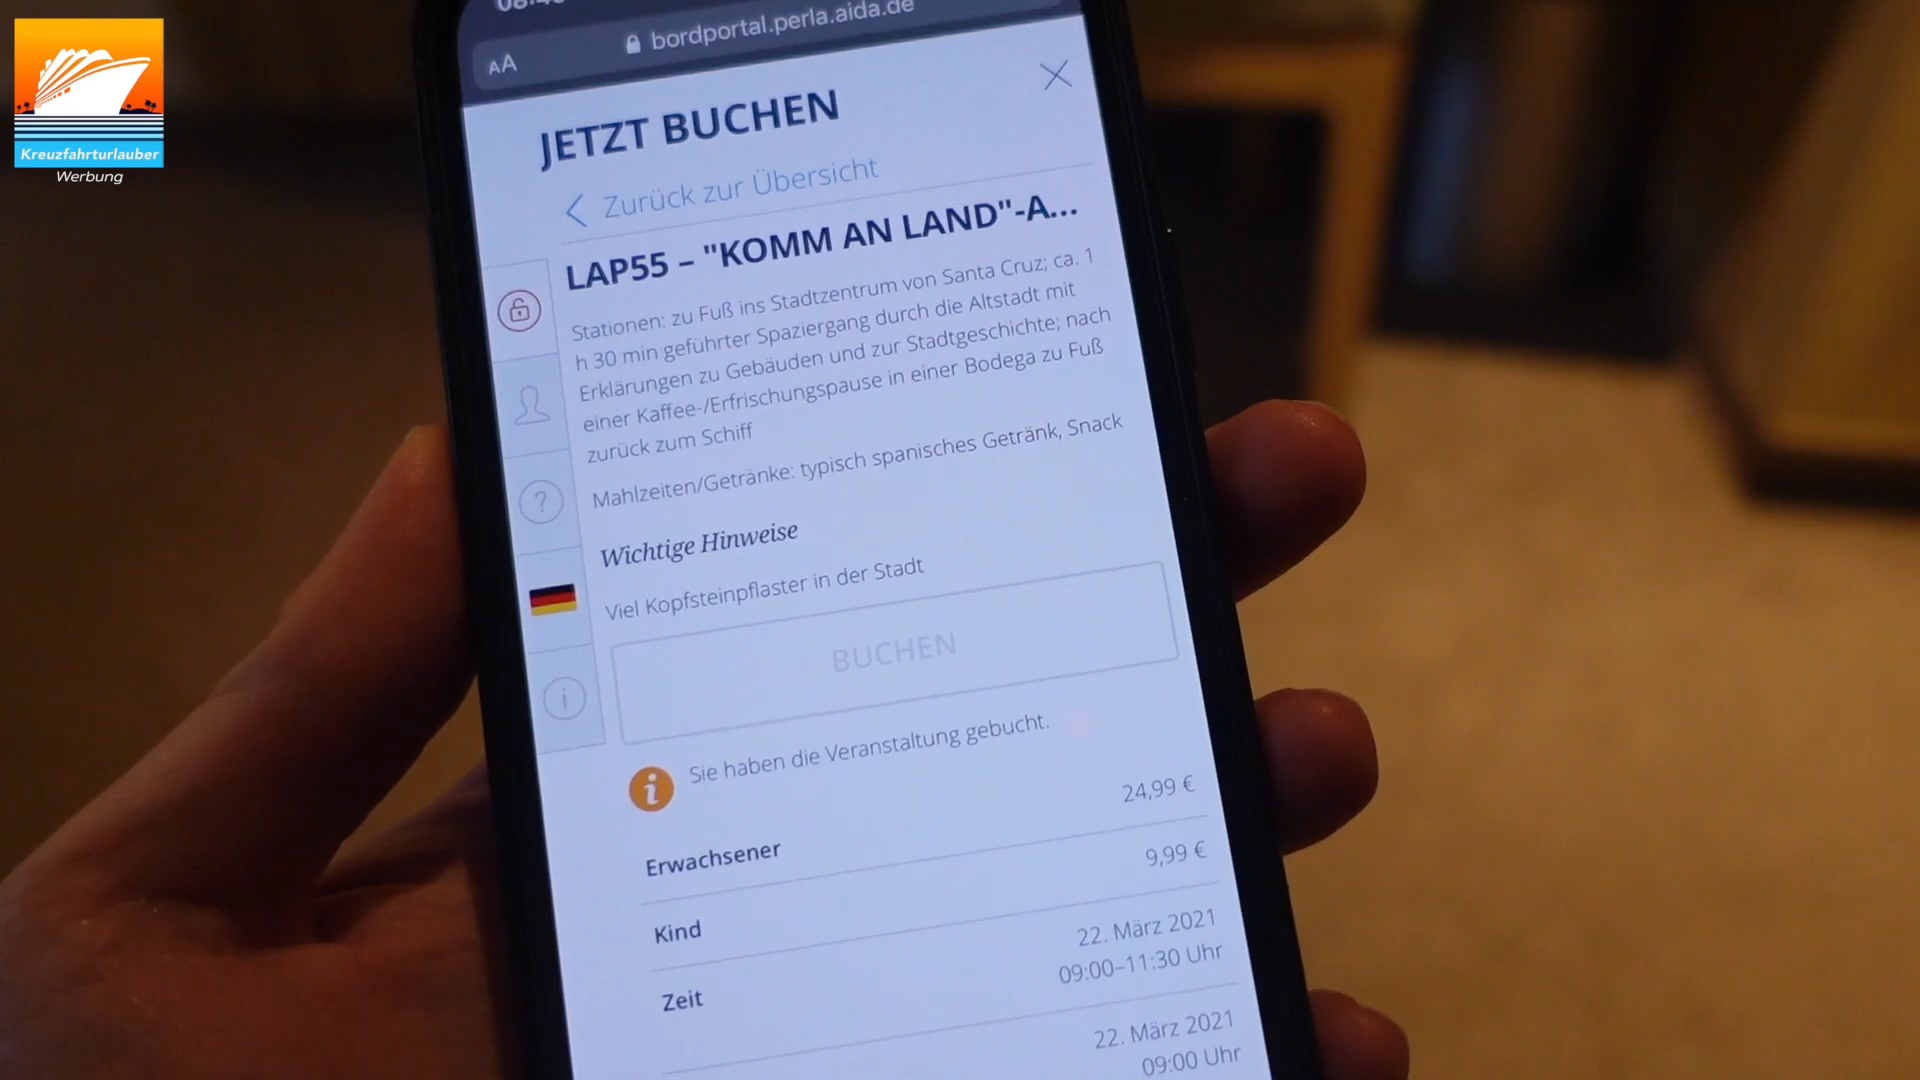 Kreuzfahrturlauber
Werbung
AA
bordportal.perla.aida.de
JETZT BUCHEN
Zurück zur Übersicht
LAP55 – "KOMM AN LAND"-A...
Stationen: zu Fuß ins Stadtzentrum von Santa Cruz; ca. 1
h 30 min geführter Spaziergang durch die Altstadt mit
Erklärungen zu Gebäuden und zur Stadtgeschichte; nach
einer Kaffee-/Erfrischungspause in einer Bodega zu Fuß
zurück zum Schiff
Mahlzeiten/Getränke: typisch spanisches Getränk, Snack
Wichtige Hinweise
Viel Kopfsteinpflaster in der Stadt
BUCHEN
Sie haben die Veranstaltung gebucht.
24,99 €
Erwachsener
9,99 €
Kind
22. März 2021
09:00–11:30 Uhr
Zeit
22. März 2021
09:00 Uhr